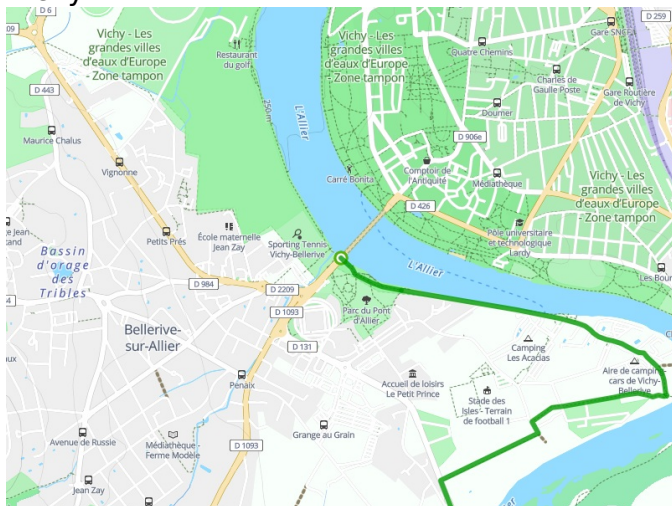 D 6
Vichy - Les
grandes villes
d'eaux d'Europe
- Zone tampon
Restaurant
du golf
Vichy - Les
grandes villes
d'eaux d'Europe
- Zone tampon
Quatre Chemins
Gare SN
D 259
Charles de
Gaulle Poste
Gare Routière
de Vichy
D 443
Maurice Chalus
Vignonne
250 m
L'Allier
Doumer
D 906e
Carré Bonita
Comptoir de
l'Antiquité
Médiathèque
Vichy - Les
grandes villes
d'eaux d'Europe
- Zone tampon
D 426
Pôle universitaire
et technologique
Lardy
Petits Prés
École maternelle
Jean Zay
Sporting Tennis
Vichy-Bellerive
Bassin
d'orage
des
Tribles
D 984
D 2209
D 1093
L'Allier
Les Bour
Parc du Pont
d'Allier
Bellerive-
sur-Allier
D 131
Camping
Les Acacias
Aire de camping-
cars de Vichy-
Bellerive
Penaix
Accueil de loisirs
Le Petit Prince
Stade des
Isles - Terrain
de football 1
Grange au Grain
Avenue de Russie
Médiathèque -
Ferme Modèle
D 1093
Jean Zay
L'Allier